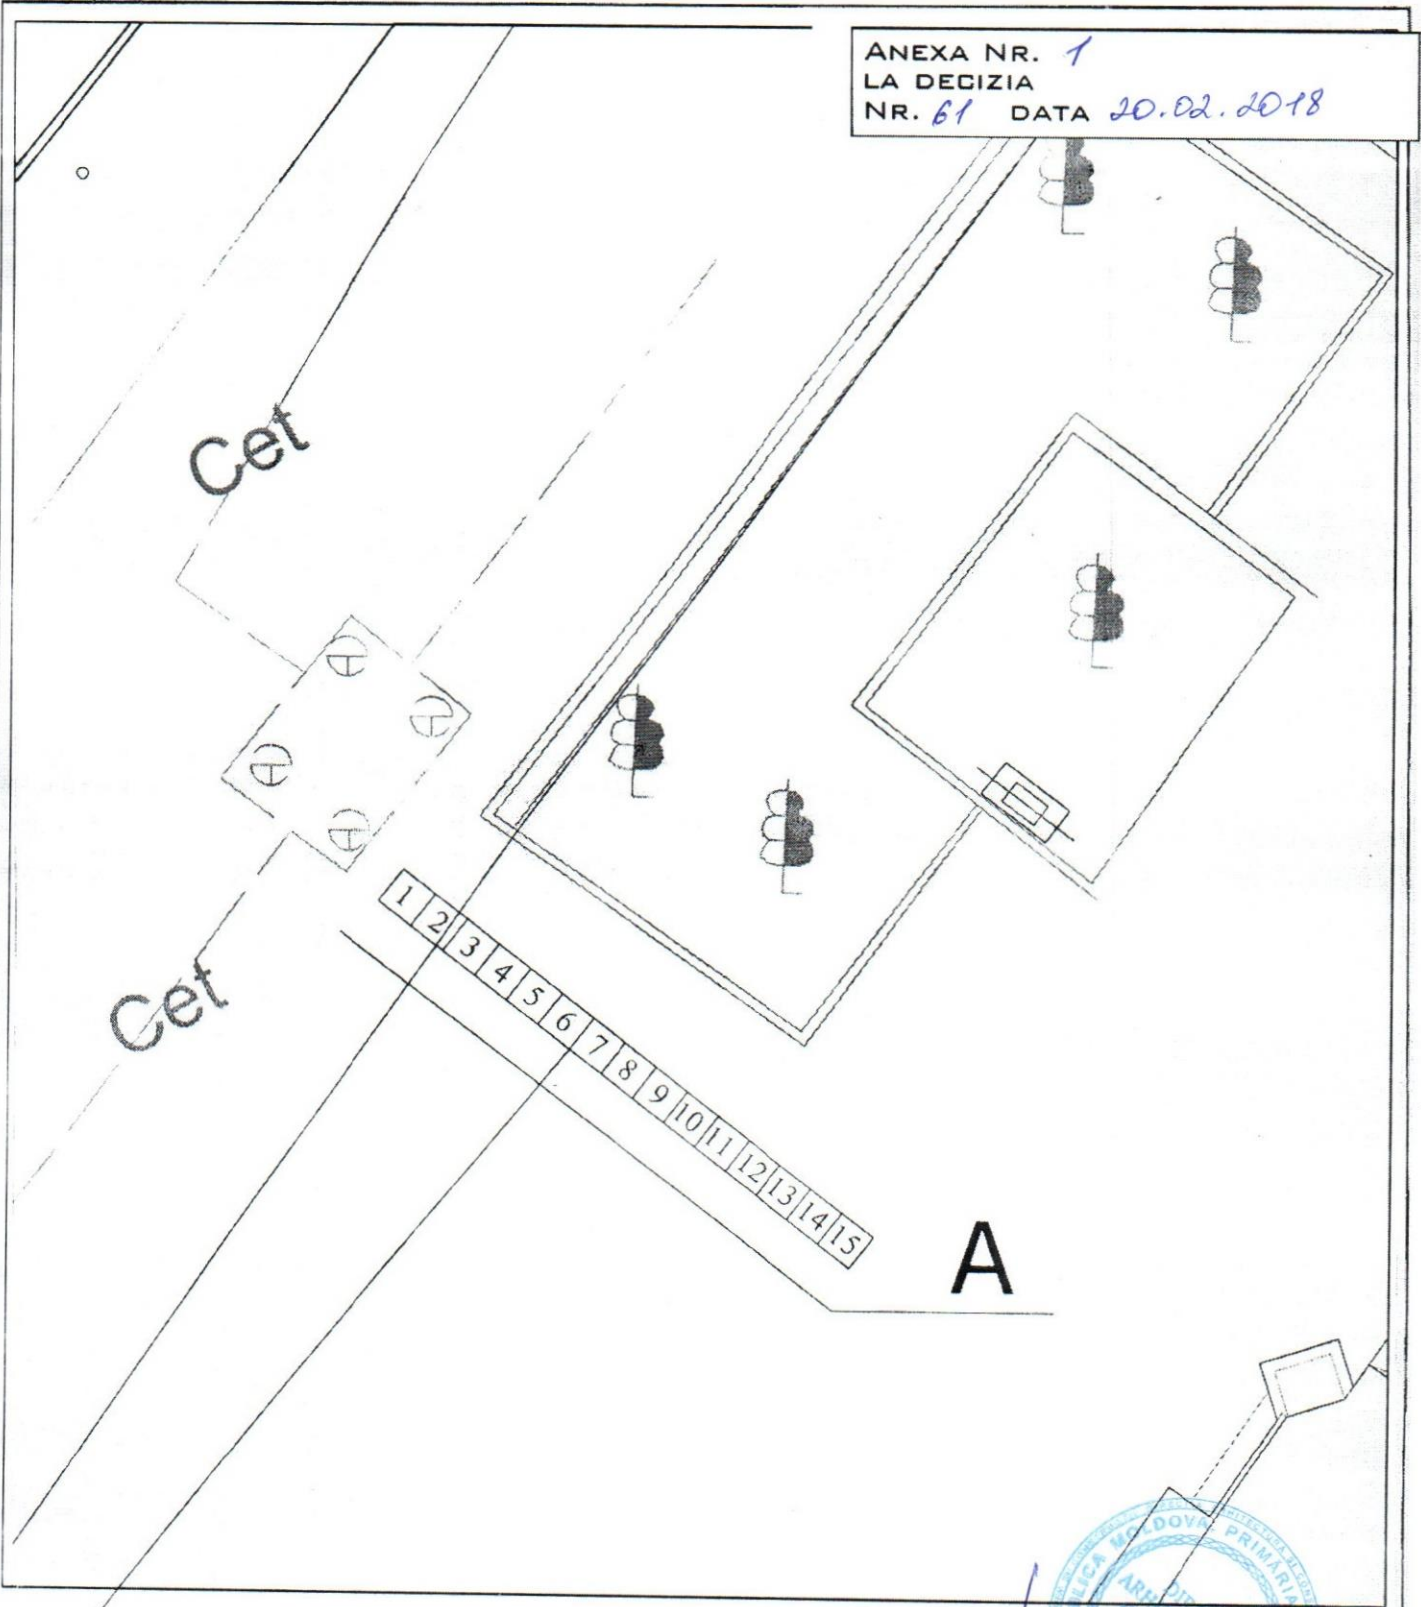 ANEXA NR. 1
LA DECIZIA
NR. 61 DATA 20.02.2018
Cet
Cet
1 2 3 4 5 6 7 8 9 10 11 12 13 14 15
A
MOLDOVA PRIMĂRIA